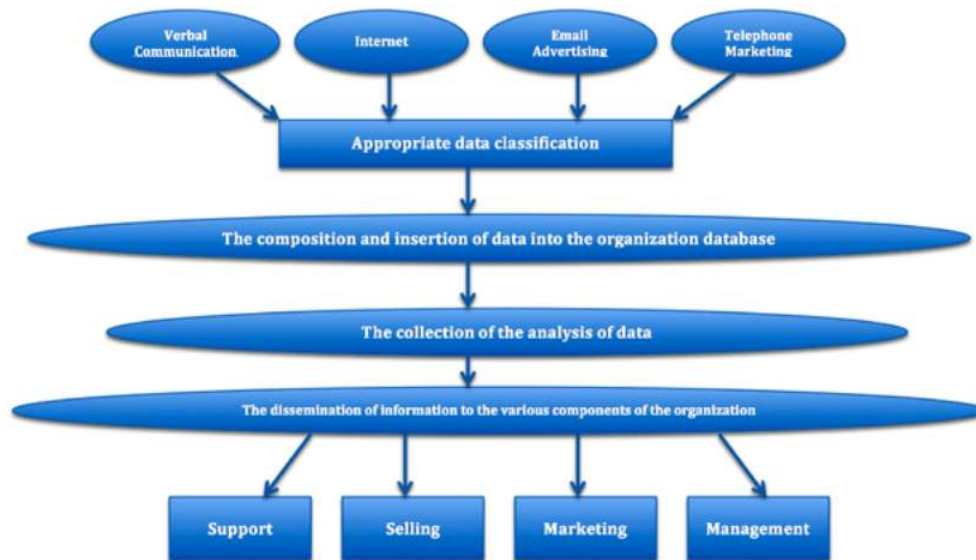 Verbal
Communication
Internet
Email
Advertising
Telephone
Marketing
Appropriate data classification
The composition and insertion of data into the organization database
The collection of the analysis of data
The dissemination of information to the various components of the organization
Support
Selling
Marketing
Management